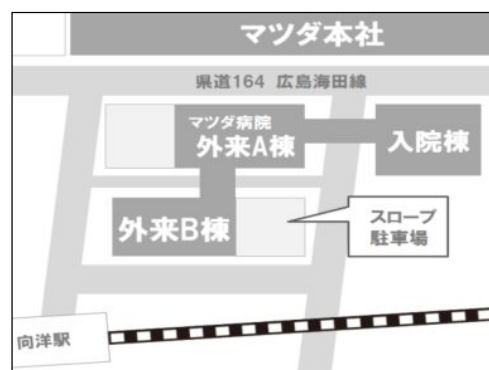 マツダ本社
県道164 広島海田線
マツダ病院
外来A棟
入院棟
外来B棟
スロープ
駐車場
向洋駅